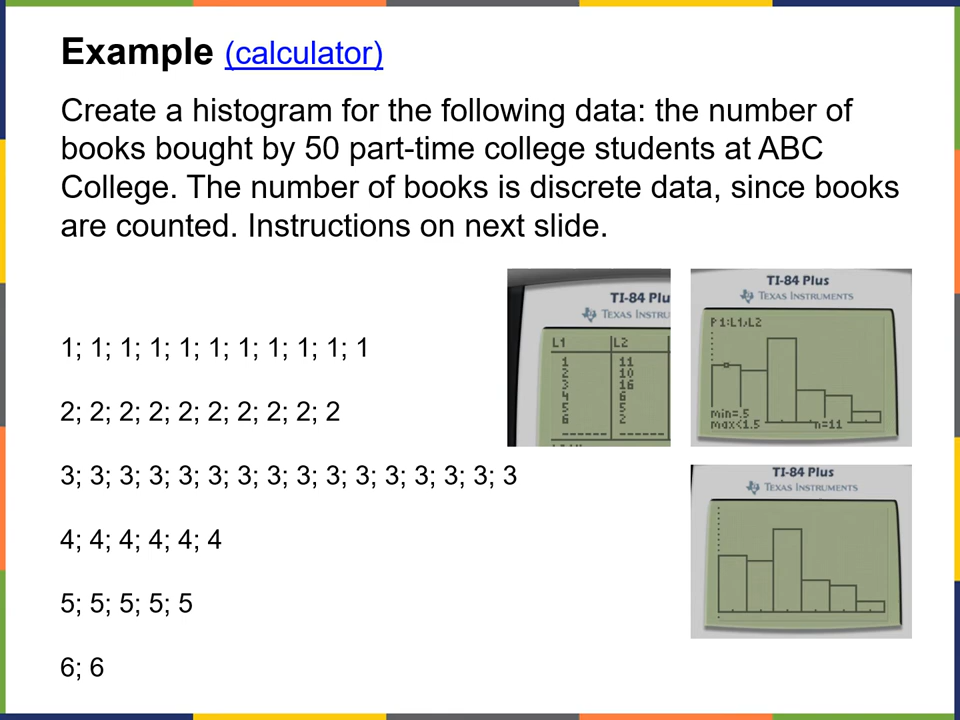 Example (calculator)
Create a histogram for the following data: the number of
books bought by 50 part-time college students at ABC
College. The number of books is discrete data, since books
are counted. Instructions on next slide.
1; 1; 1; 1; 1; 1; 1; 1; 1; 1; 1
2; 2; 2; 2; 2; 2; 2; 2; 2; 2
3; 3; 3; 3; 3; 3; 3; 3; 3; 3; 3; 3; 3; 3; 3; 3
4; 4; 4; 4; 4; 4
5; 5; 5; 5; 5
6; 6
TI-84 Plu
TEXAS INSTRUMENTS
L1 L2
1 11
2 10
3 16
4 6
5 5
6 2
TI-84 Plus
TEXAS INSTRUMENTS
P1:L1,L2
min=.5
max<1.5 n=11
TI-84 Plus
TEXAS INSTRUMENTS